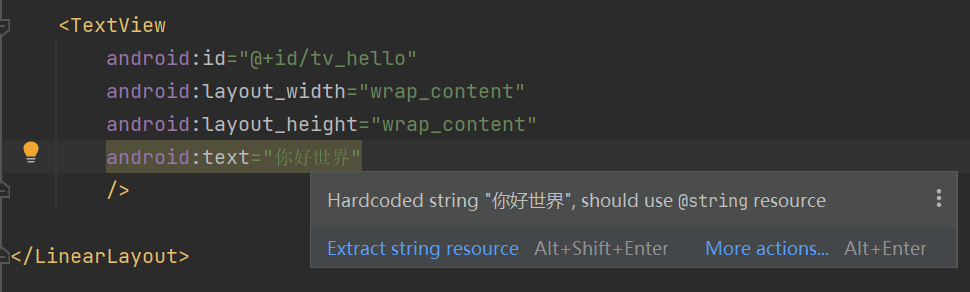 <TextView
android:id="@+id/tv_hello"
android:layout_width="wrap_content"
android:layout_height="wrap_content"
android:text="你好世界"
/>
Hardcoded string "你好世界", should use @string resource
Extract string resource Alt+Shift+Enter More actions... Alt+Enter
</LinearLayout>